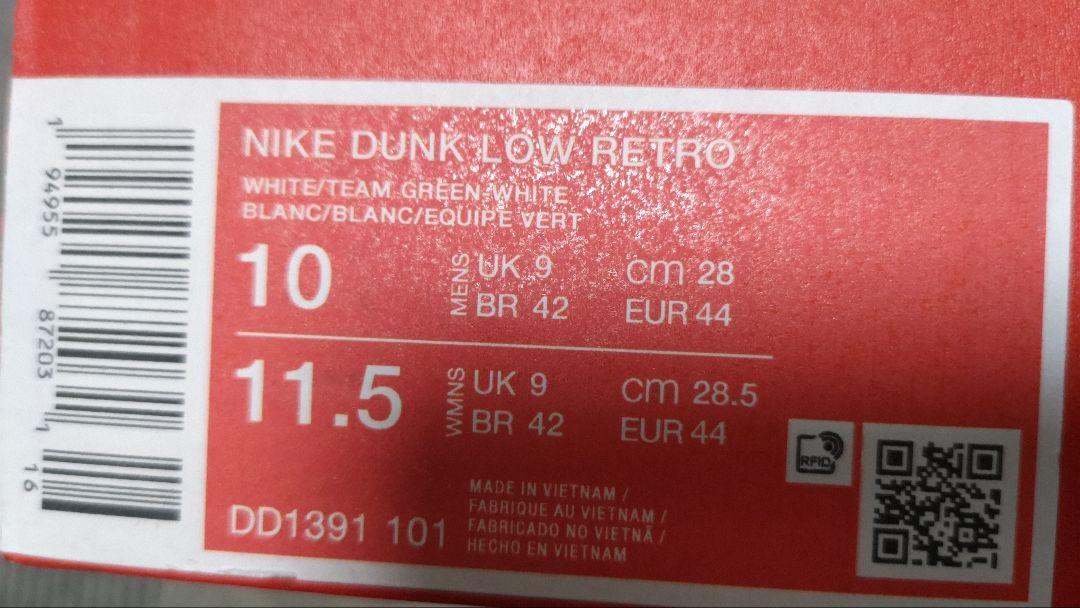 NIKE DUNK LOW RETRO
WHITE/TEAM GREEN-WHITE
BLANC/BLANC/EQUIPE VERT
10
MENS
UK 9
cm 28
BR 42
EUR 44
11.5
WMNS
UK 9
cm 28.5
BR 42
EUR 44
DD1391 101
MADE IN VIETNAM /
FABRIQUE AU VIETNAM /
FABRICADO NO VIETNÃ /
HECHO EN VIETNAM
RFID
1 94955 87203 1
16